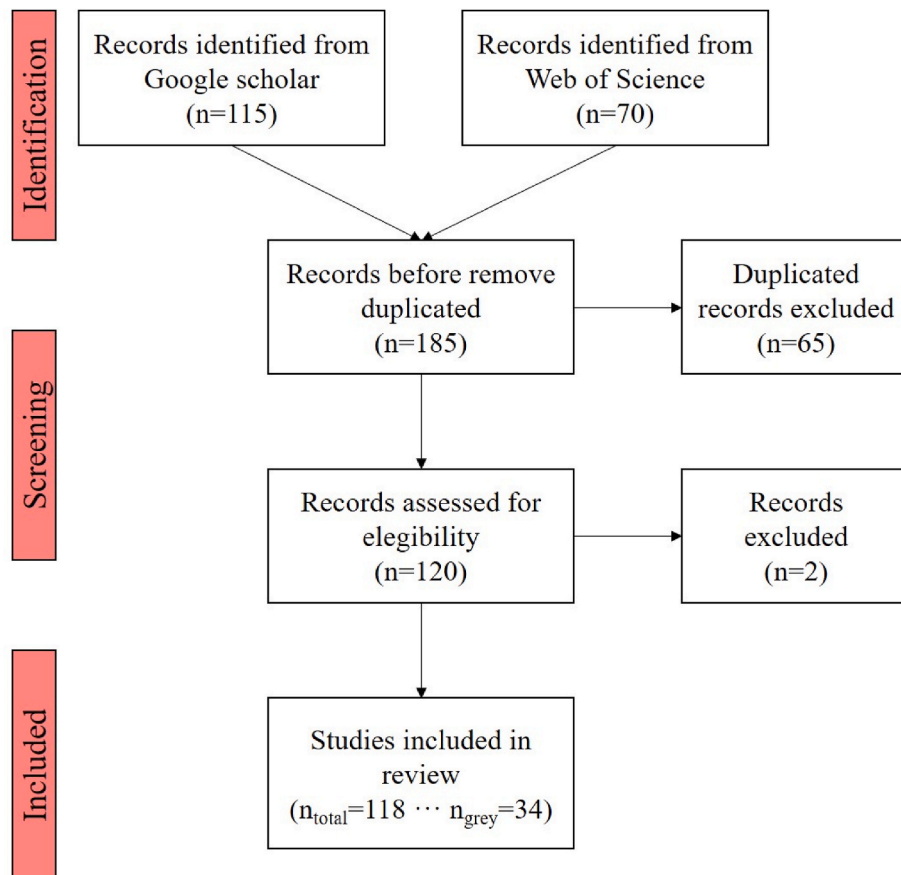 Identification
Records identified from
Google scholar
(n=115)
Records identified from
Web of Science
(n=70)
Records before remove
duplicated
(n=185)
Duplicated
records excluded
(n=65)
Screening
Records assessed for
elegibility
(n=120)
Records
excluded
(n=2)
Included
Studies included in
review
(n_total=118 ··· n_grey=34)